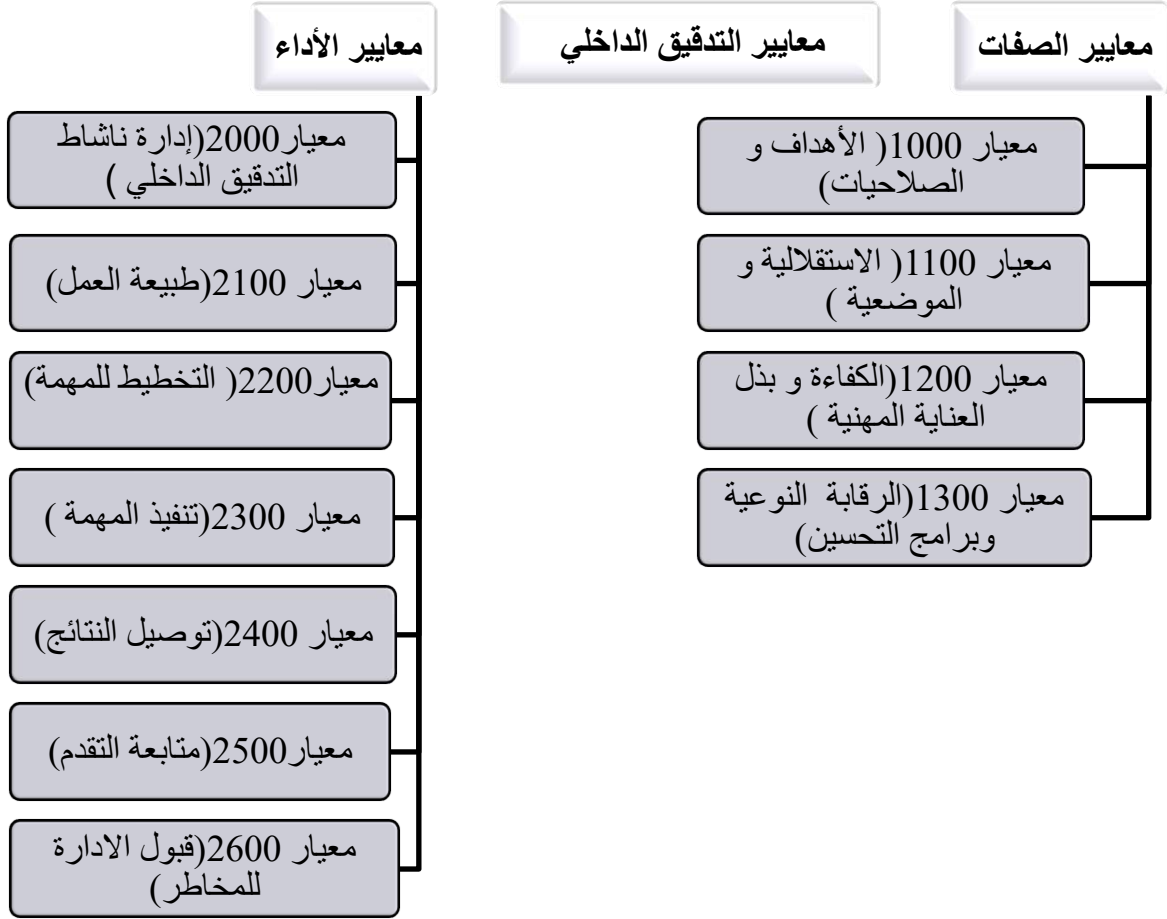 معايير الصفات
معايير التدقيق الداخلي
معايير الأداء
معيار 1000( الأهداف و
الصلاحيات)
معيار 1100( الاستقلالية و
الموضعية )
معيار 1200(الكفاءة و بذل
العناية المهنية )
معيار 1300(الرقابة النوعية
وبرامج التحسين)
معيار2000(إدارة ناشاط
التدقيق الداخلي )
معيار 2100(طبيعة العمل)
معيار2200( التخطيط للمهمة)
معيار 2300(تنفيذ المهمة )
معيار 2400(توصيل النتائج)
معيار2500(متابعة التقدم)
معيار 2600(قبول الادارة
للمخاطر)